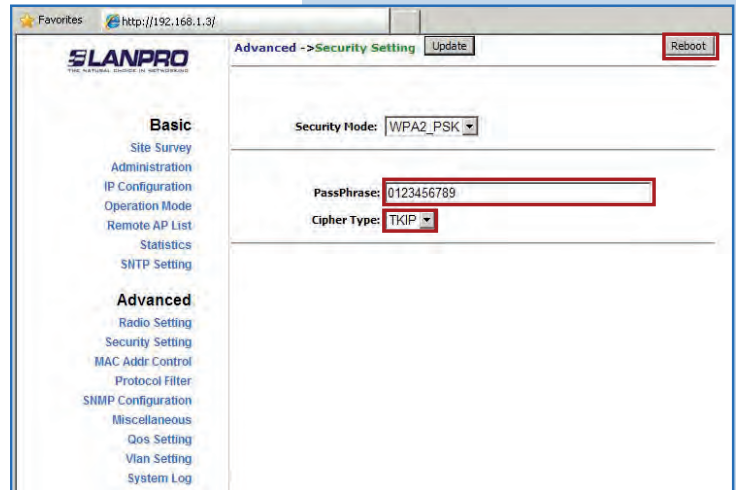 Favorites http://192.168.1.3/
LANPRO
THE NATURAL CHOICE IN NETWORKING
Advanced ->Security Setting Update Reboot
Security Mode: WPA2_PSK
PassPhrase: 0123456789
Cipher Type: TKIP
Basic
Site Survey
Administration
IP Configuration
Operation Mode
Remote AP List
Statistics
SNTP Setting
Advanced
Radio Setting
Security Setting
MAC Addr Control
Protocol Filter
SNMP Configuration
Miscellaneous
Qos Setting
Vlan Setting
System Log